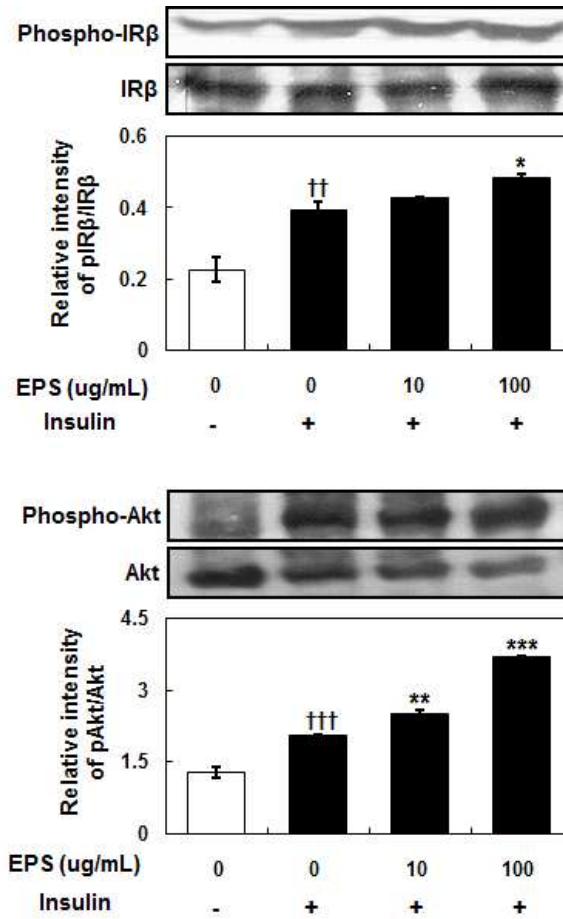 Phospho-IRβ
IRβ
Relative intensity
of pIRβ/IRβ
0.6
0.4
0.2
0
††
*
EPS (ug/mL) 0 0 10 100
Insulin - + + +
Phospho-Akt
Akt
Relative intensity
of pAkt/Akt
4.5
3
1.5
0
†††
**
***
EPS (ug/mL) 0 0 10 100
Insulin - + + +